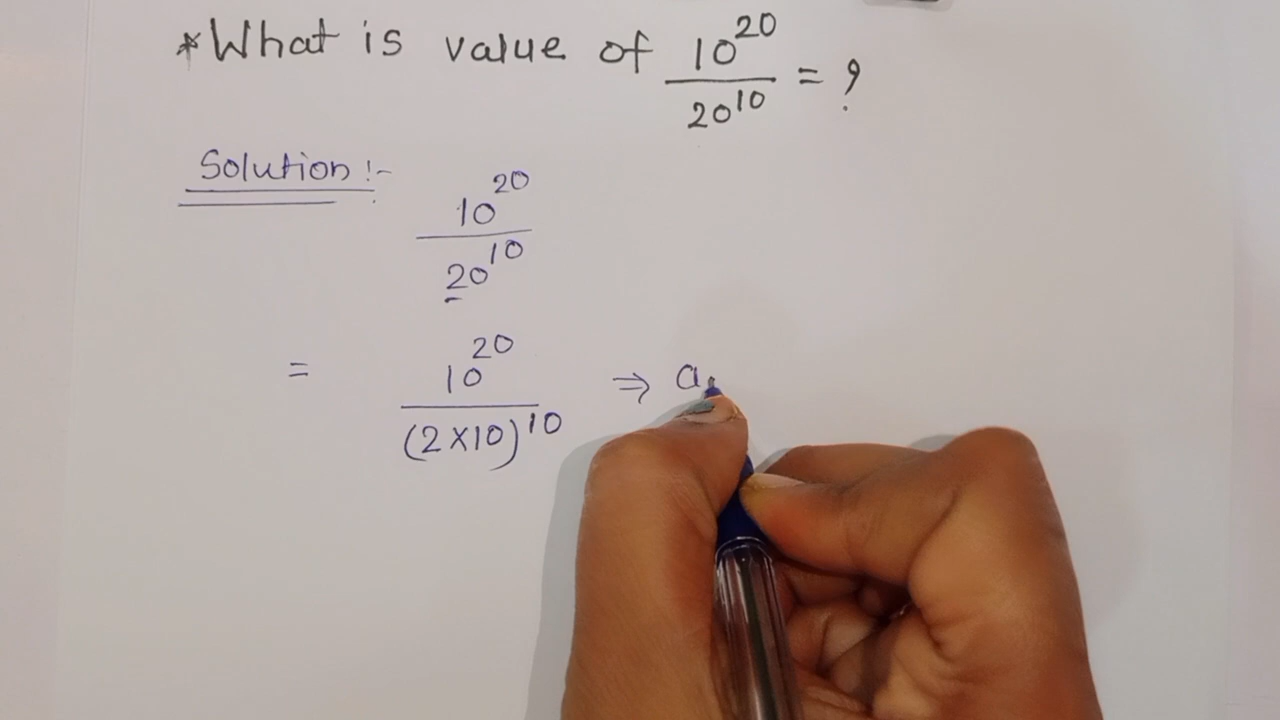 *What is value of 10^20/20^10 = ?
Solution :-
10^20/20^10
= 10^20/(2×10)^10 ⇒ a